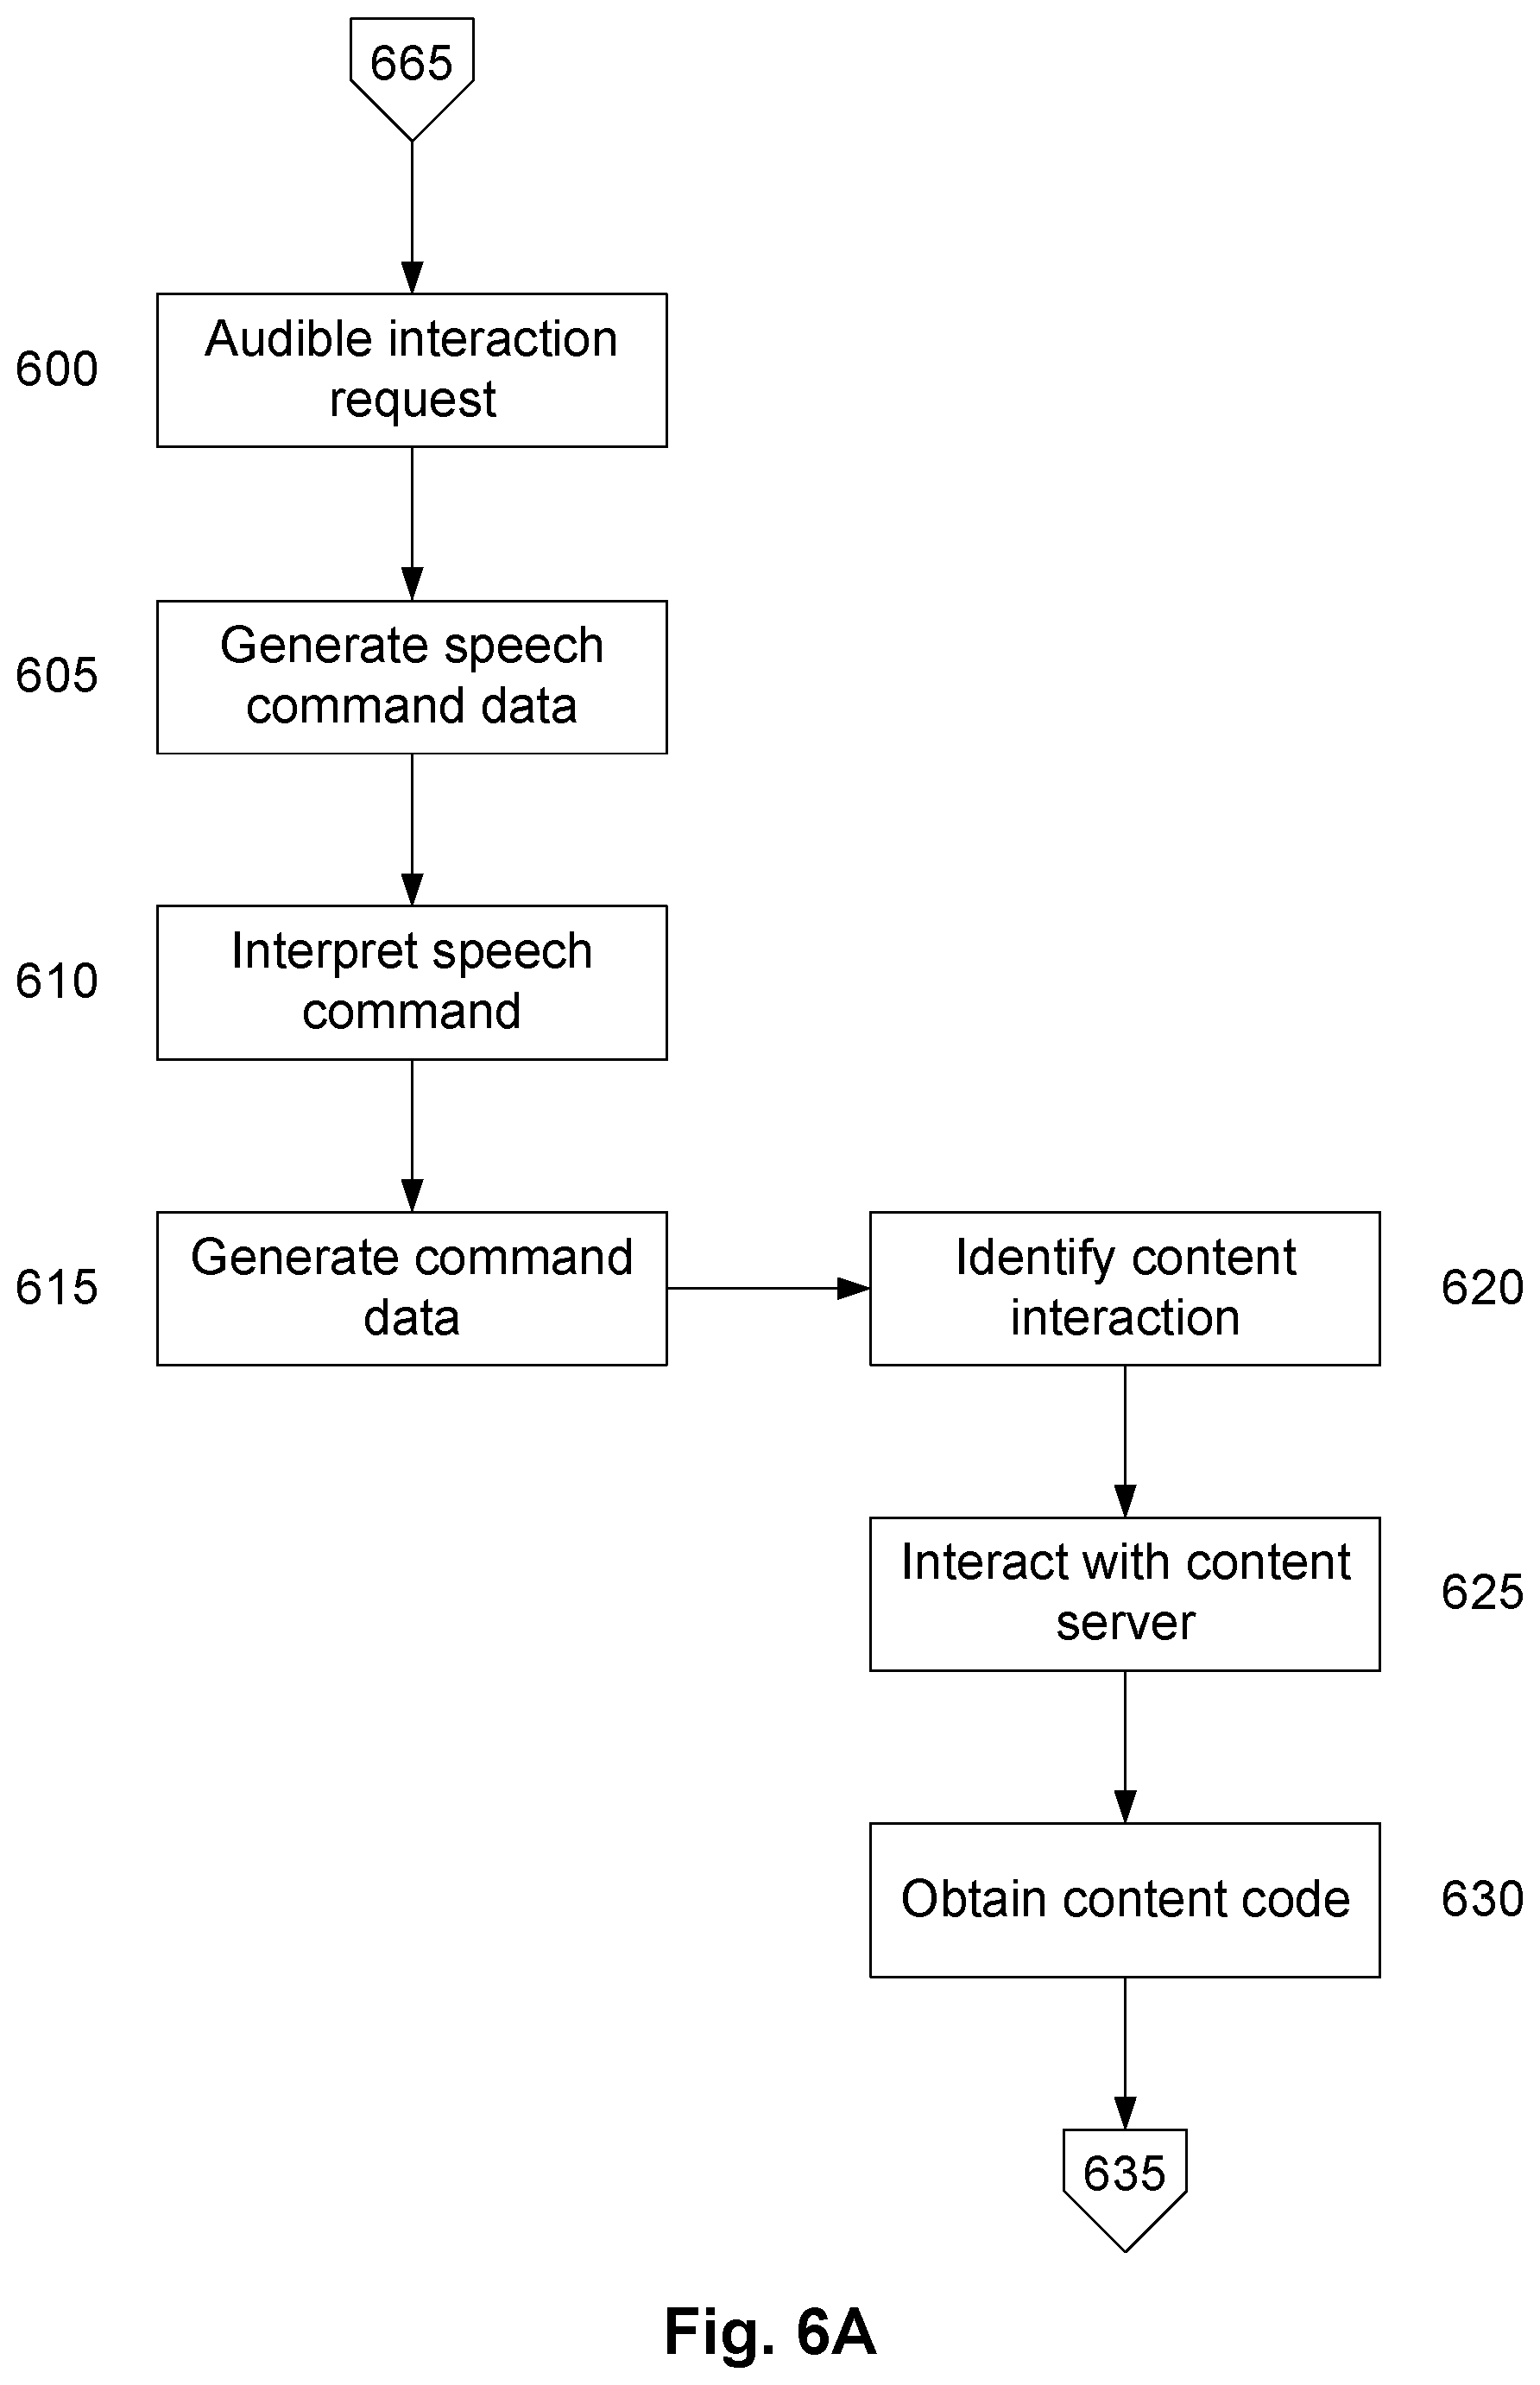 665
600
Audible interaction
request
605
Generate speech
command data
610
Interpret speech
command
615
Generate command
data
Identify content
interaction
620
Interact with content
server
625
Obtain content code
630
635
Fig. 6A